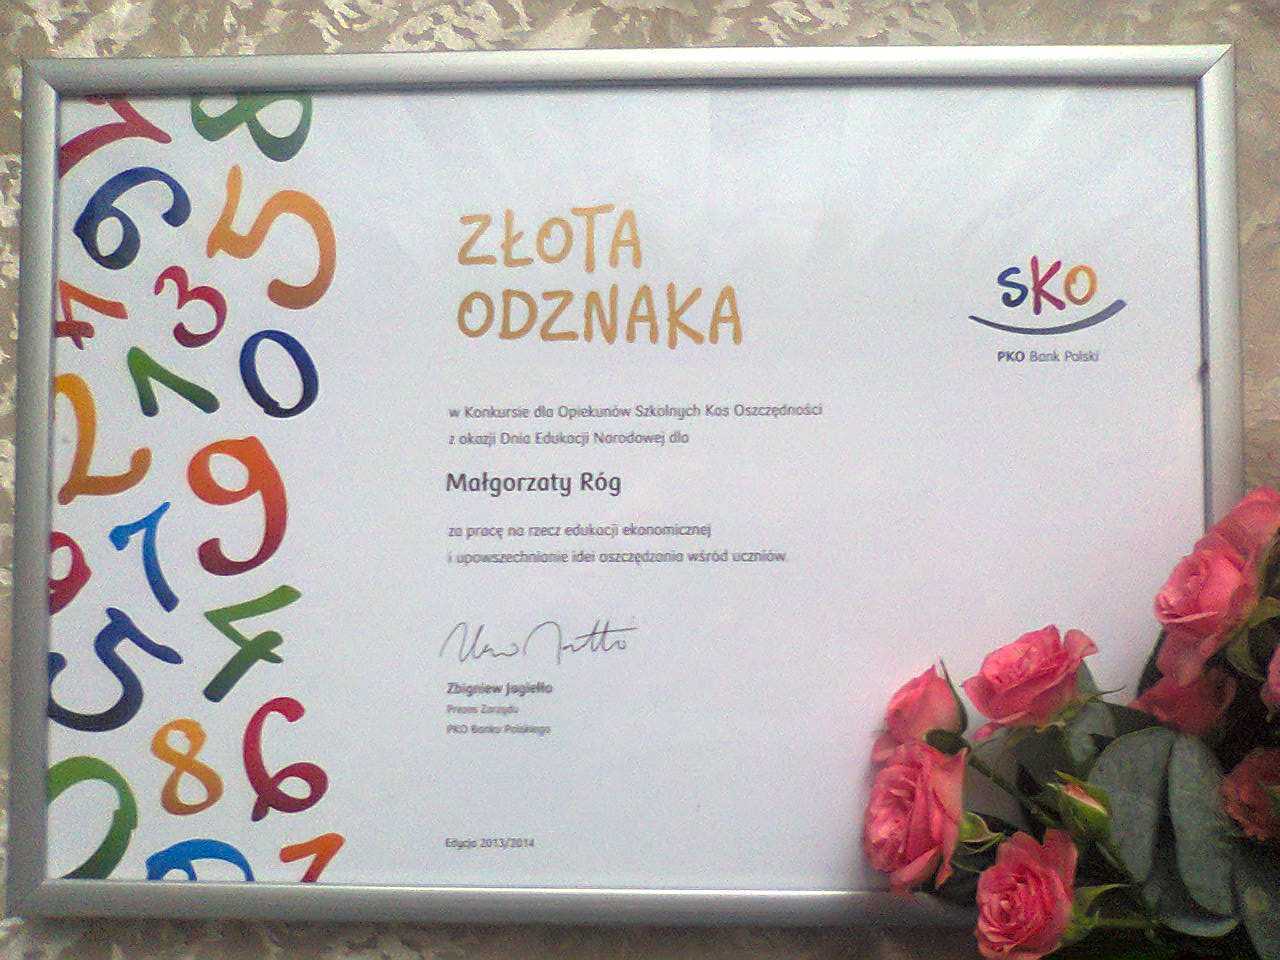 ZŁOTA
ODZNAKA
SKO
PKO Bank Polski
w Konkursie dla Opiekunów Szkolnych Kas Oszczędności
z okazji Dnia Edukacji Narodowej dla
Małgorzaty Róg
za pracę na rzecz edukacji ekonomicznej
i upowszechnianie idei oszczędzania wśród uczniów.
Zbigniew Jagiełło
Prezes Zarządu
PKO Banku Polskiego
Edycja 2013/2014